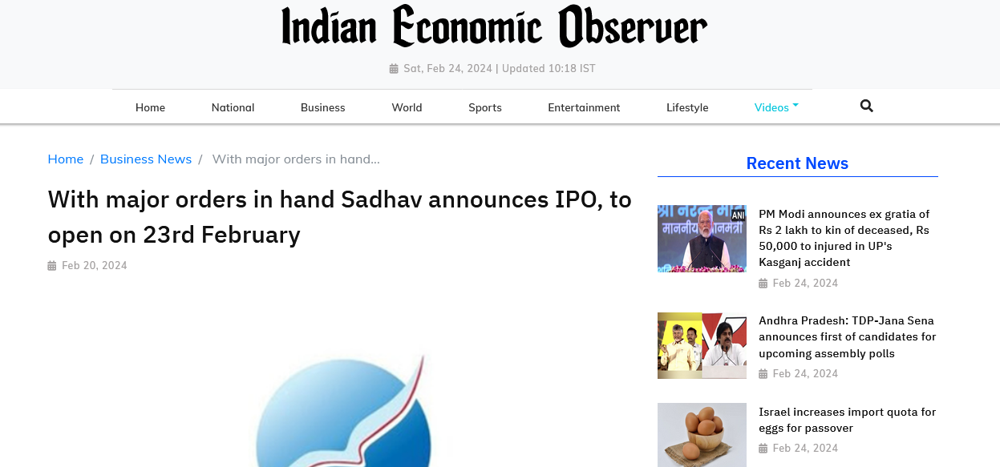 Indian Economic Observer
Sat, Feb 24, 2024 | Updated 10:18 IST
Home National Business World Sports Entertainment Lifestyle Videos
Home / Business News / With major orders in hand...
With major orders in hand Sadhav announces IPO, to
open on 23rd February
Feb 20, 2024
Recent News
ANI
PM Modi announces ex gratia of
Rs 2 lakh to kin of deceased, Rs
50,000 to injured in UP's
Kasganj accident
Feb 24, 2024
Andhra Pradesh: TDP-Jana Sena
announces first of candidates for
upcoming assembly polls
Feb 24, 2024
Israel increases import quota for
eggs for passover
Feb 24, 2024